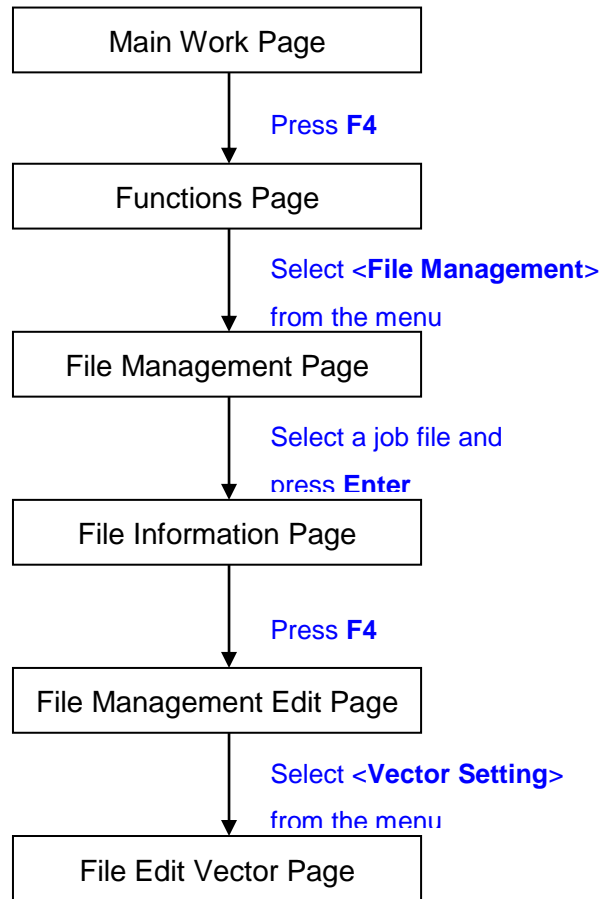 Main Work Page
Press F4
Functions Page
Select <File Management>
from the menu
File Management Page
Select a job file and
press Enter
File Information Page
Press F4
File Management Edit Page
Select <Vector Setting>
from the menu
File Edit Vector Page